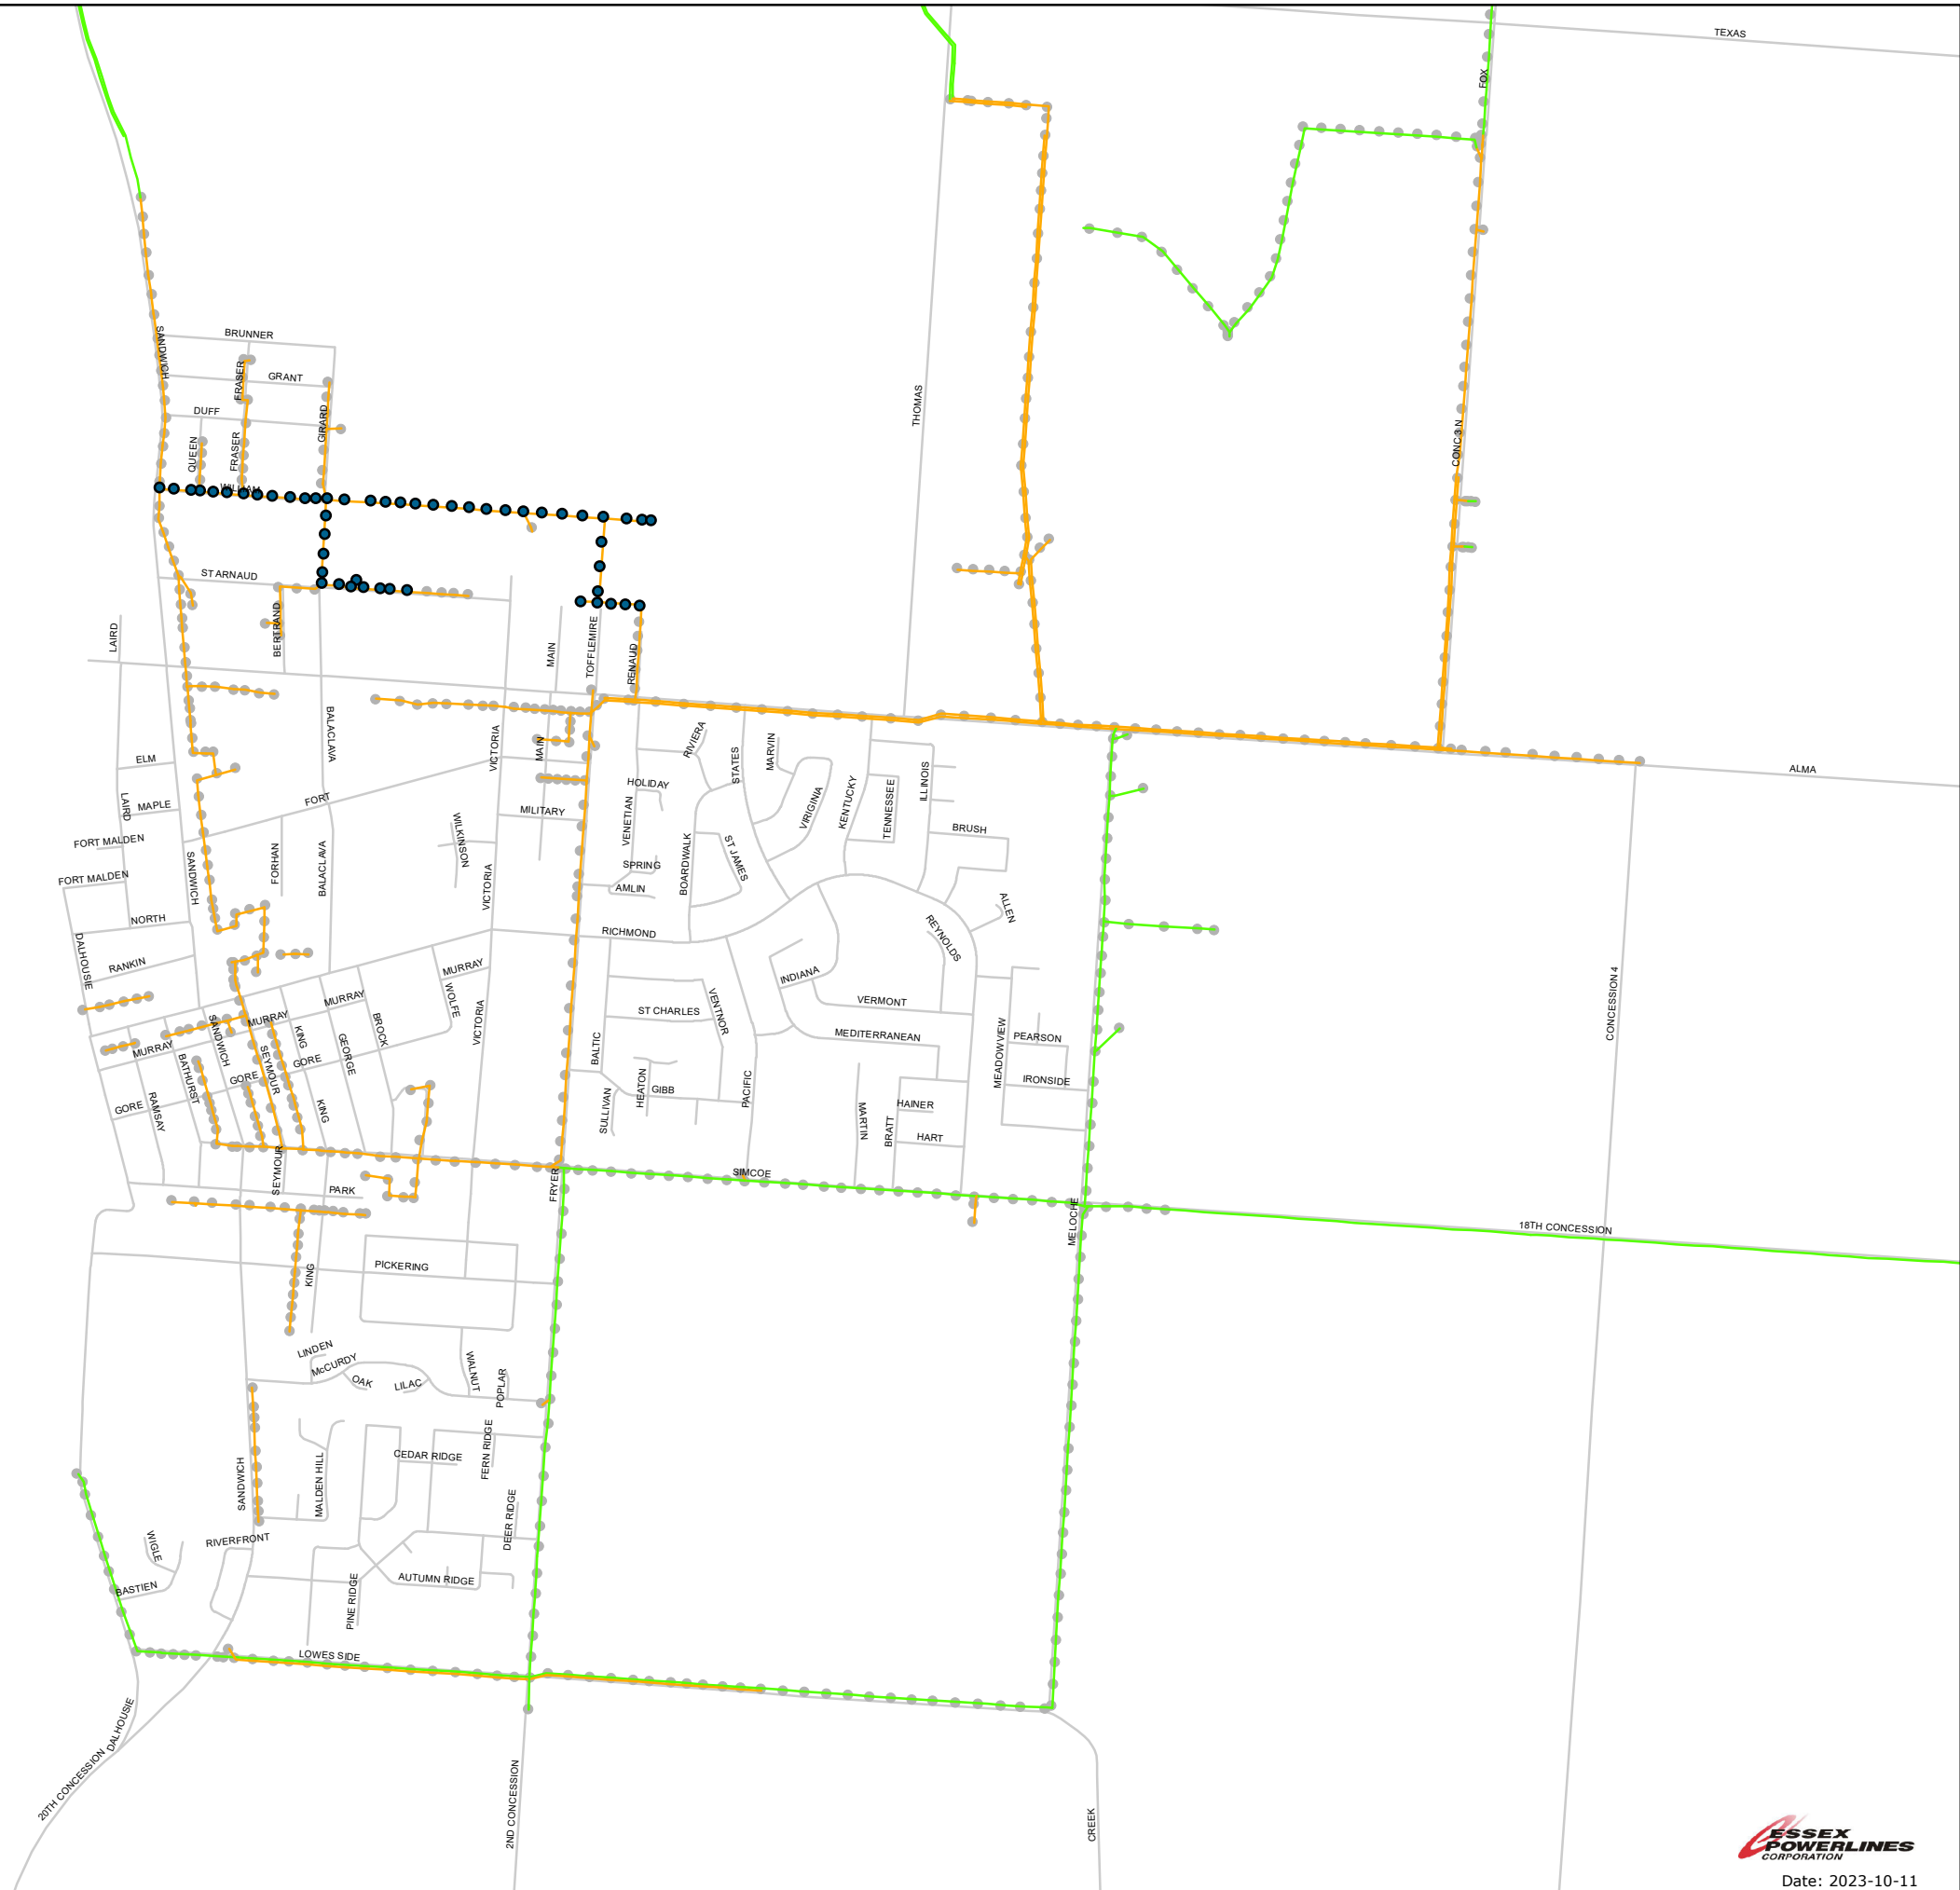 TEXAS
FOX
BRUNNER
SANDWICH
FRASER
GRANT
THOMAS
DUFF
GIRARD
QUEEN
FRASER
CONC 3 N
WILLIAM
ST ARNAUD
BERTRAND
LAIRD
MAIN
TOFFLEMIRE
RENAUD
BALACLAVA
VICTORIA
MAIN
RIVIERA
STATES
MARVIN
ELM
ALMA
HOLIDAY
ILLINOIS
LAIRD
MAPLE
FORT
MILITARY
VENETIAN
VIRIGINIA
KENTUCKY
TENNESSEE
BRUSH
FORT MALDEN
WILKINSON
FORT MALDEN
SANDWICH
FORHAN
BALACLAVA
VICTORIA
SPRING
AMLIN
BOARDWALK
ST JAMES
ALLEN
NORTH
RICHMOND
REYNOLDS
DALHOUSIE
RANKIN
MURRAY
INDIANA
MURRAY
WOLFE
VERMONT
CONCESSION 4
MURRAY
SANDWICH
KING
BROCK
VICTORIA
ST CHARLES
VENTNOR
MEDITERRANEAN
PEARSON
MURRAY
SEYMOUR
GORE
GEORGE
BALTIC
MEADOWVIEW
BATHURST
GORE
HEATON
GIBB
PACIFIC
IRONSIDE
GORE
RAMSAY
KING
SULLIVAN
HAINER
MARTIN
BRATT
HART
SEYMOUR
SIMCOE
PARK
FRYER
MELOCHE
18TH CONCESSION
PICKERING
KING
LINDEN
McCURDY
OAK
LILAC
WALNUT
POPLAR
CEDAR RIDGE
FERN RIDGE
SANDWICH
MALDEN HILL
DEER RIDGE
WIGLE
RIVERFRONT
BASTIEN
AUTUMN RIDGE
PINE RIDGE
LOWES SIDE
DALHOUSIE
20TH CONCESSION
2ND CONCESSION
CREEK
ESSEX
POWERLINES
CORPORATION
Date: 2023-10-11